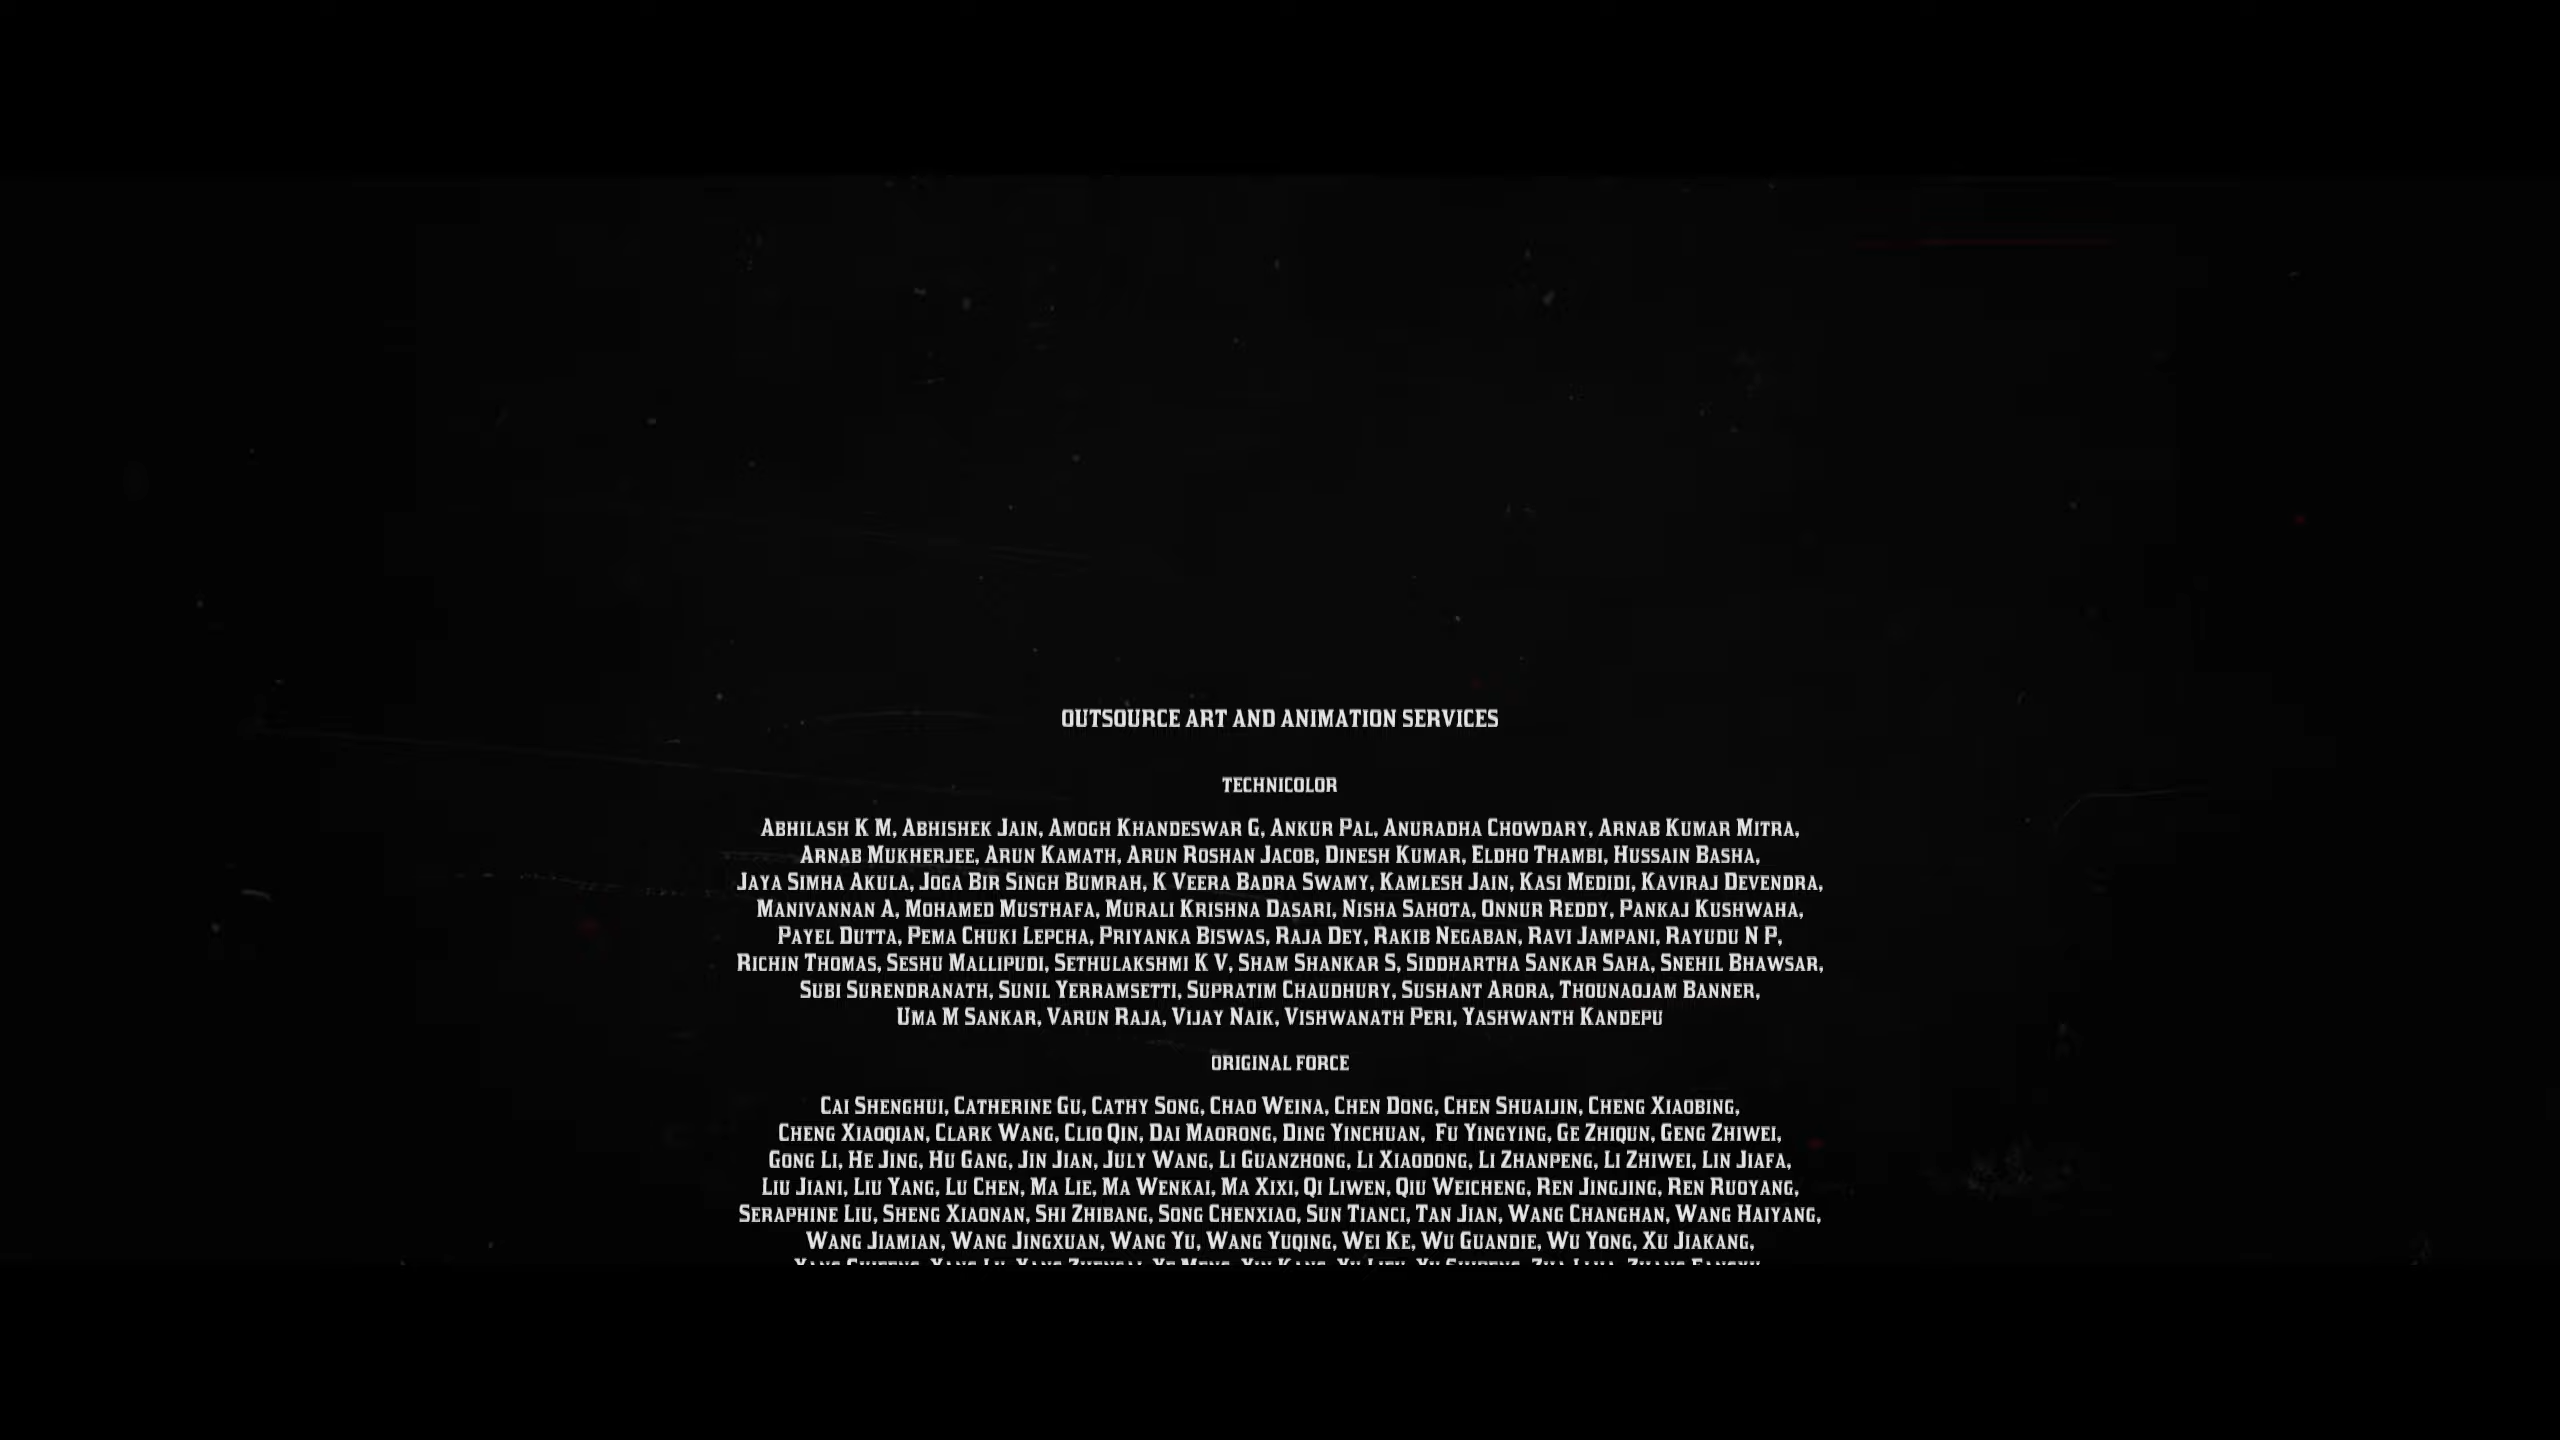 OUTSOURCE ART AND ANIMATION SERVICES
TECHNICOLOR
ABHILASH K M, ABHISHEK JAIN, AMOGH KHANDESWAR G, ANKUR PAL, ANURADHA CHOWDARY, ARNAB KUMAR MITRA,
ARNAB MUKHERJEE, ARUN KAMATH, ARUN ROSHAN JACOB, DINESH KUMAR, ELDHO THAMBI, HUSSAIN BASHA,
JAYA SIMHA AKULA, JOGA BIR SINGH BUMRAH, K VEERA BADRA SWAMY, KAMLESH JAIN, KASI MEDIDI, KAVIRAJ DEVENDRA,
MANIVANNAN A, MOHAMED MUSTHAFA, MURALI KRISHNA DASARI, NISHA SAHOTA, ONNUR REDDY, PANKAJ KUSHWAHA,
PAYEL DUTTA, PEMA CHUKI LEPCHA, PRIYANKA BISWAS, RAJA DEY, RAKIB NEGABAN, RAVI JAMPANI, RAYUDU N P,
RICHIN THOMAS, SESHU MALLIPUDI, SETHULAKSHMI K V, SHAM SHANKAR S, SIDDHARTHA SANKAR SAHA, SNEHIL BHAWSAR,
SUBI SURENDRANATH, SUNIL YERRAMSETTI, SUPRATIM CHAUDHURY, SUSHANT ARORA, THOUNAOJAM BANNER,
UMA M SANKAR, VARUN RAJA, VIJAY NAIK, VISHWANATH PERI, YASHWANTH KANDEPU
ORIGINAL FORCE
CAI SHENGHUI, CATHERINE GU, CATHY SONG, CHAO WEINA, CHEN DONG, CHEN SHUAIJIN, CHENG XIAOBING,
CHENG XIAOQIAN, CLARK WANG, CLIO QIN, DAI MAORONG, DING YINCHUAN, FU YINGYING, GE ZHIQUN, GENG ZHIWEI,
GONG LI, HE JING, HU GANG, JIN JIAN, JULY WANG, LI GUANZHONG, LI XIAODONG, LI ZHANPENG, LI ZHIWEI, LIN JIAFA,
LIU JIANI, LIU YANG, LU CHEN, MA LIE, MA WENKAI, MA XIXI, QI LIWEN, QIU WEICHENG, REN JINGJING, REN RUOYANG,
SERAPHINE LIU, SHENG XIAONAN, SHI ZHIBANG, SONG CHENXIAO, SUN TIANCI, TAN JIAN, WANG CHANGHAN, WANG HAIYANG,
WANG JIAMIAN, WANG JINGXUAN, WANG YU, WANG YUQING, WEI KE, WU GUANDIE, WU YONG, XU JIAKANG,